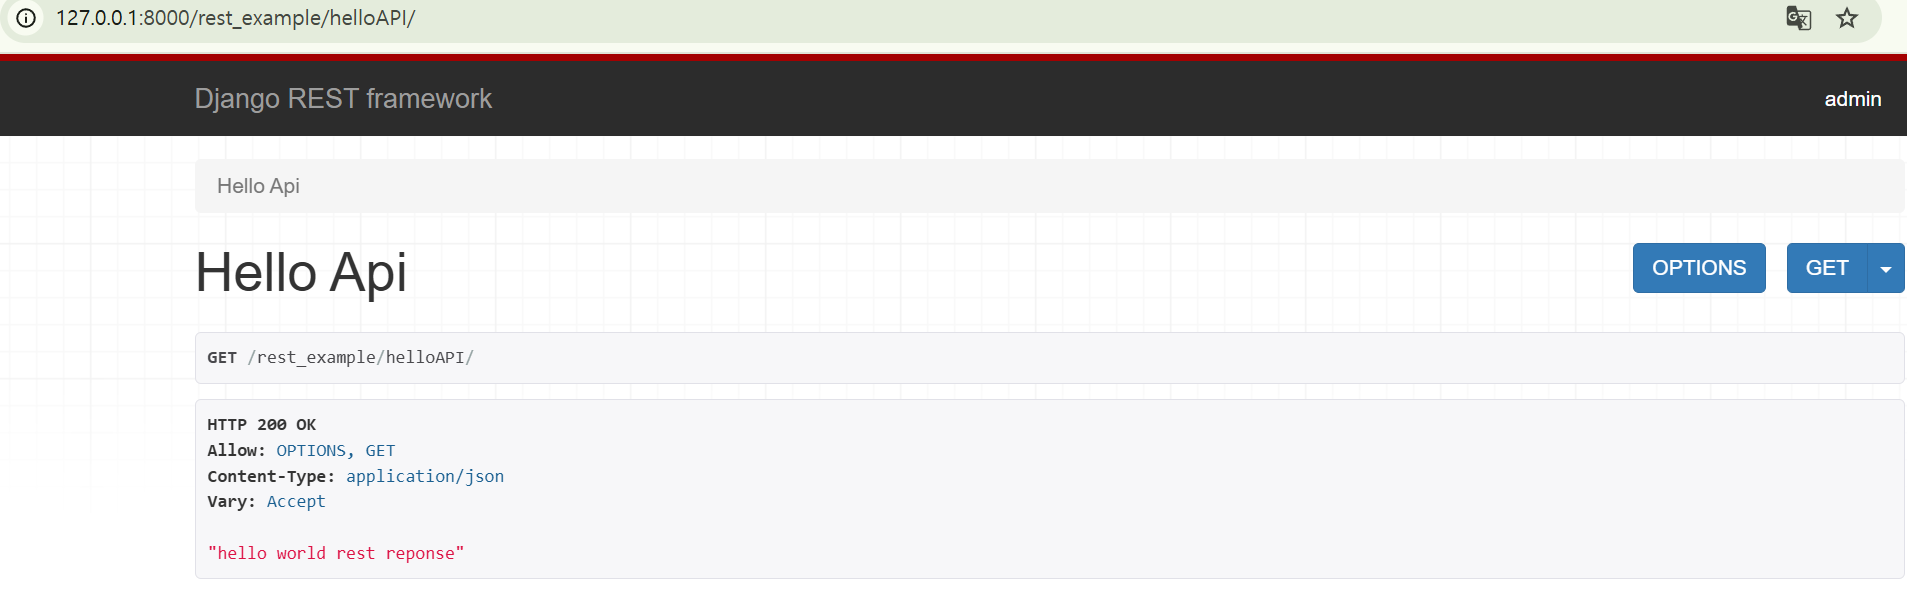 127.0.0.1:8000/rest_example/helloAPI/
Django REST framework
admin
Hello Api
Hello Api
OPTIONS
GET
GET /rest_example/helloAPI/
HTTP 200 OK
Allow: OPTIONS, GET
Content-Type: application/json
Vary: Accept
"hello world rest reponse"